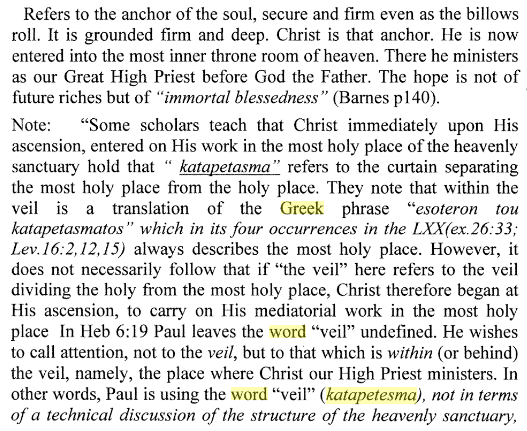 Refers to the anchor of the soul, secure and firm even as the billows
roll. It is grounded firm and deep. Christ is that anchor. He is now
entered into the most inner throne room of heaven. There he ministers
as our Great High Priest before God the Father. The hope is not of
future riches but of "immortal blessedness" (Barnes p140).
Note: "Some scholars teach that Christ immediately upon His
ascension, entered on His work in the most holy place of the heavenly
sanctuary hold that " katapetasma" refers to the curtain separating
the most holy place from the holy place. They note that within the
veil is a translation of the Greek phrase "esoteron tou
katapetasmatos" which in its four occurrences in the LXX(ex.26:33;
Lev.16:2,12,15) always describes the most holy place. However, it
does not necessarily follow that if "the veil" here refers to the veil
dividing the holy from the most holy place, Christ therefore began at
His ascension, to carry on His mediatorial work in the most holy
place In Heb 6:19 Paul leaves the word "veil" undefined. He wishes
to call attention, not to the veil, but to that which is within (or behind)
the veil, namely, the place where Christ our High Priest ministers. In
other words, Paul is using the word "veil" (katapetesma), not in terms
of a technical discussion of the structure of the heavenly sanctuary,